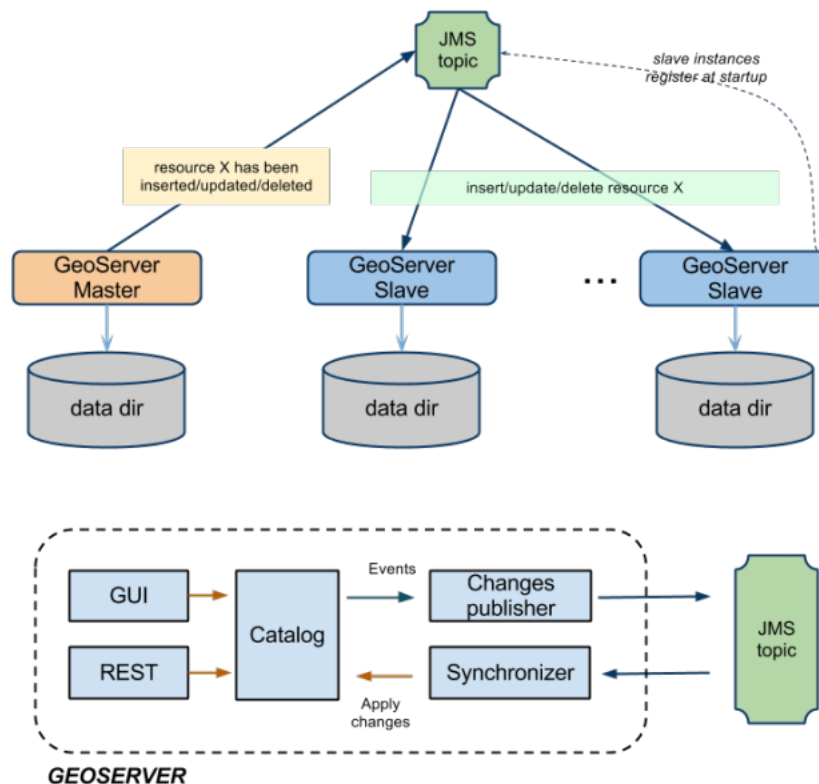 JMS
topic
slave instances
register at startup
resource X has been
inserted/updated/deleted
insert/update/delete resource X
GeoServer
Master
GeoServer
Slave
...
GeoServer
Slave
data dir
data dir
data dir
GUI
REST
Catalog
Events
Changes
publisher
Synchronizer
Apply
changes
JMS
topic
GEOSERVER